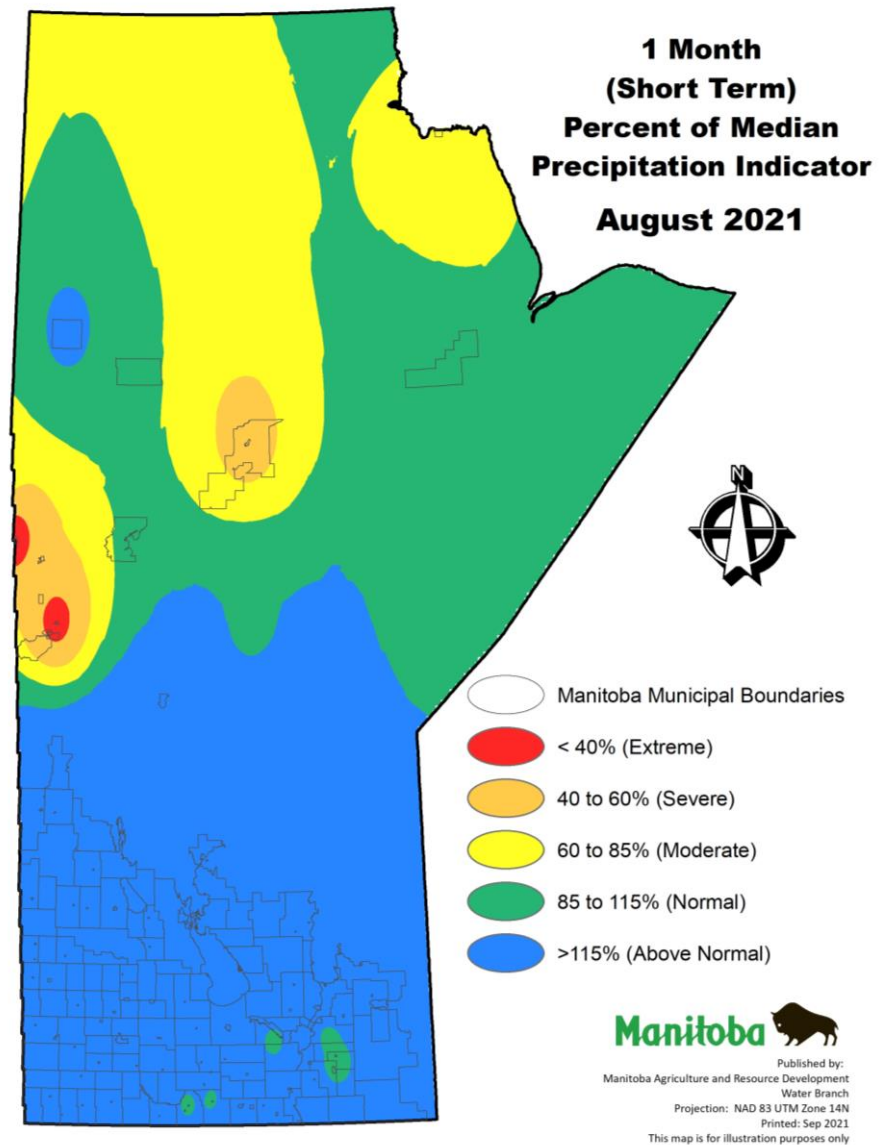 1 Month
(Short Term)
Percent of Median
Precipitation Indicator
August 2021
N
Manitoba Municipal Boundaries
< 40% (Extreme)
40 to 60% (Severe)
60 to 85% (Moderate)
85 to 115% (Normal)
>115% (Above Normal)
Manitoba
Published by:
Manitoba Agriculture and Resource Development
Water Branch
Projection: NAD 83 UTM Zone 14N
Printed: Sep 2021
This map is for illustration purposes only